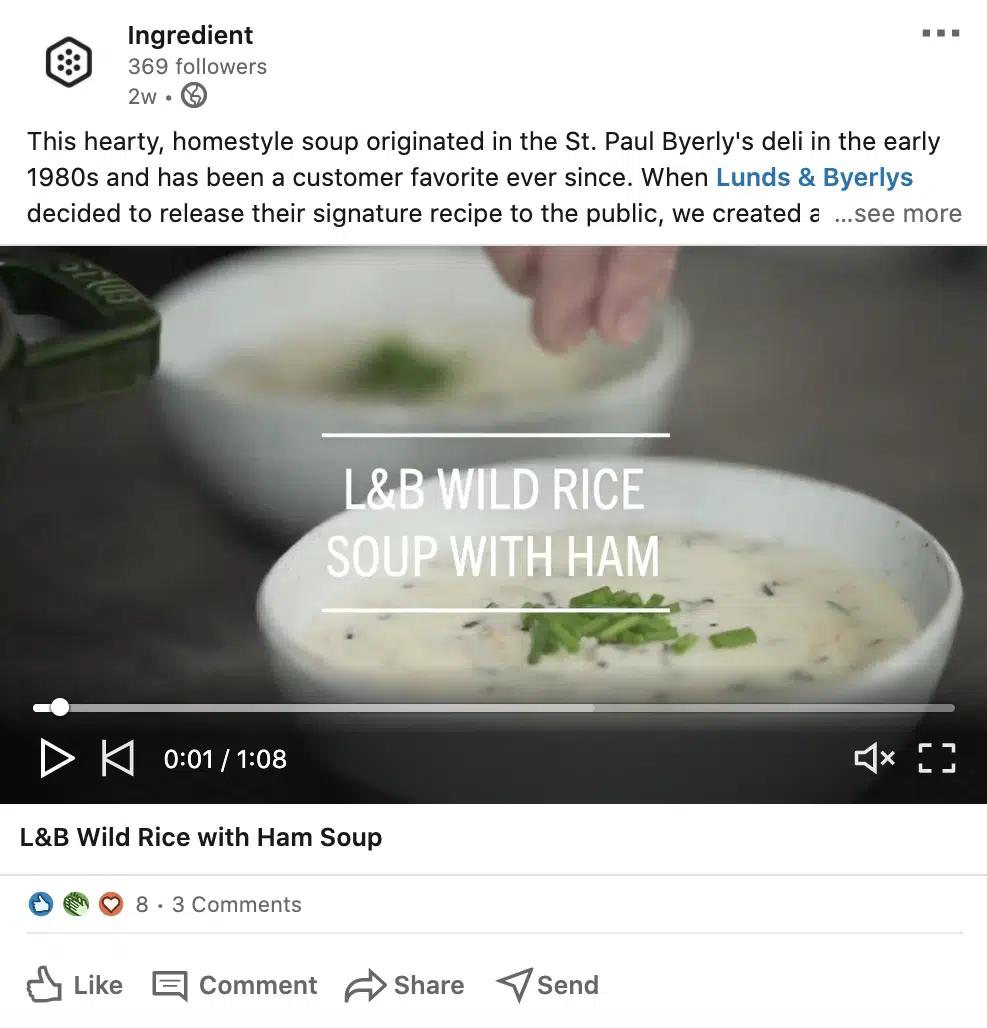 Ingredient
369 followers
2w •
This hearty, homestyle soup originated in the St. Paul Byerly's deli in the early
1980s and has been a customer favorite ever since. When Lunds & Byerlys
decided to release their signature recipe to the public, we created a ...see more
STAUB
L&B WILD RICE
SOUP WITH HAM
0:01 / 1:08
L&B Wild Rice with Ham Soup
8 · 3 Comments
Like Comment Share Send